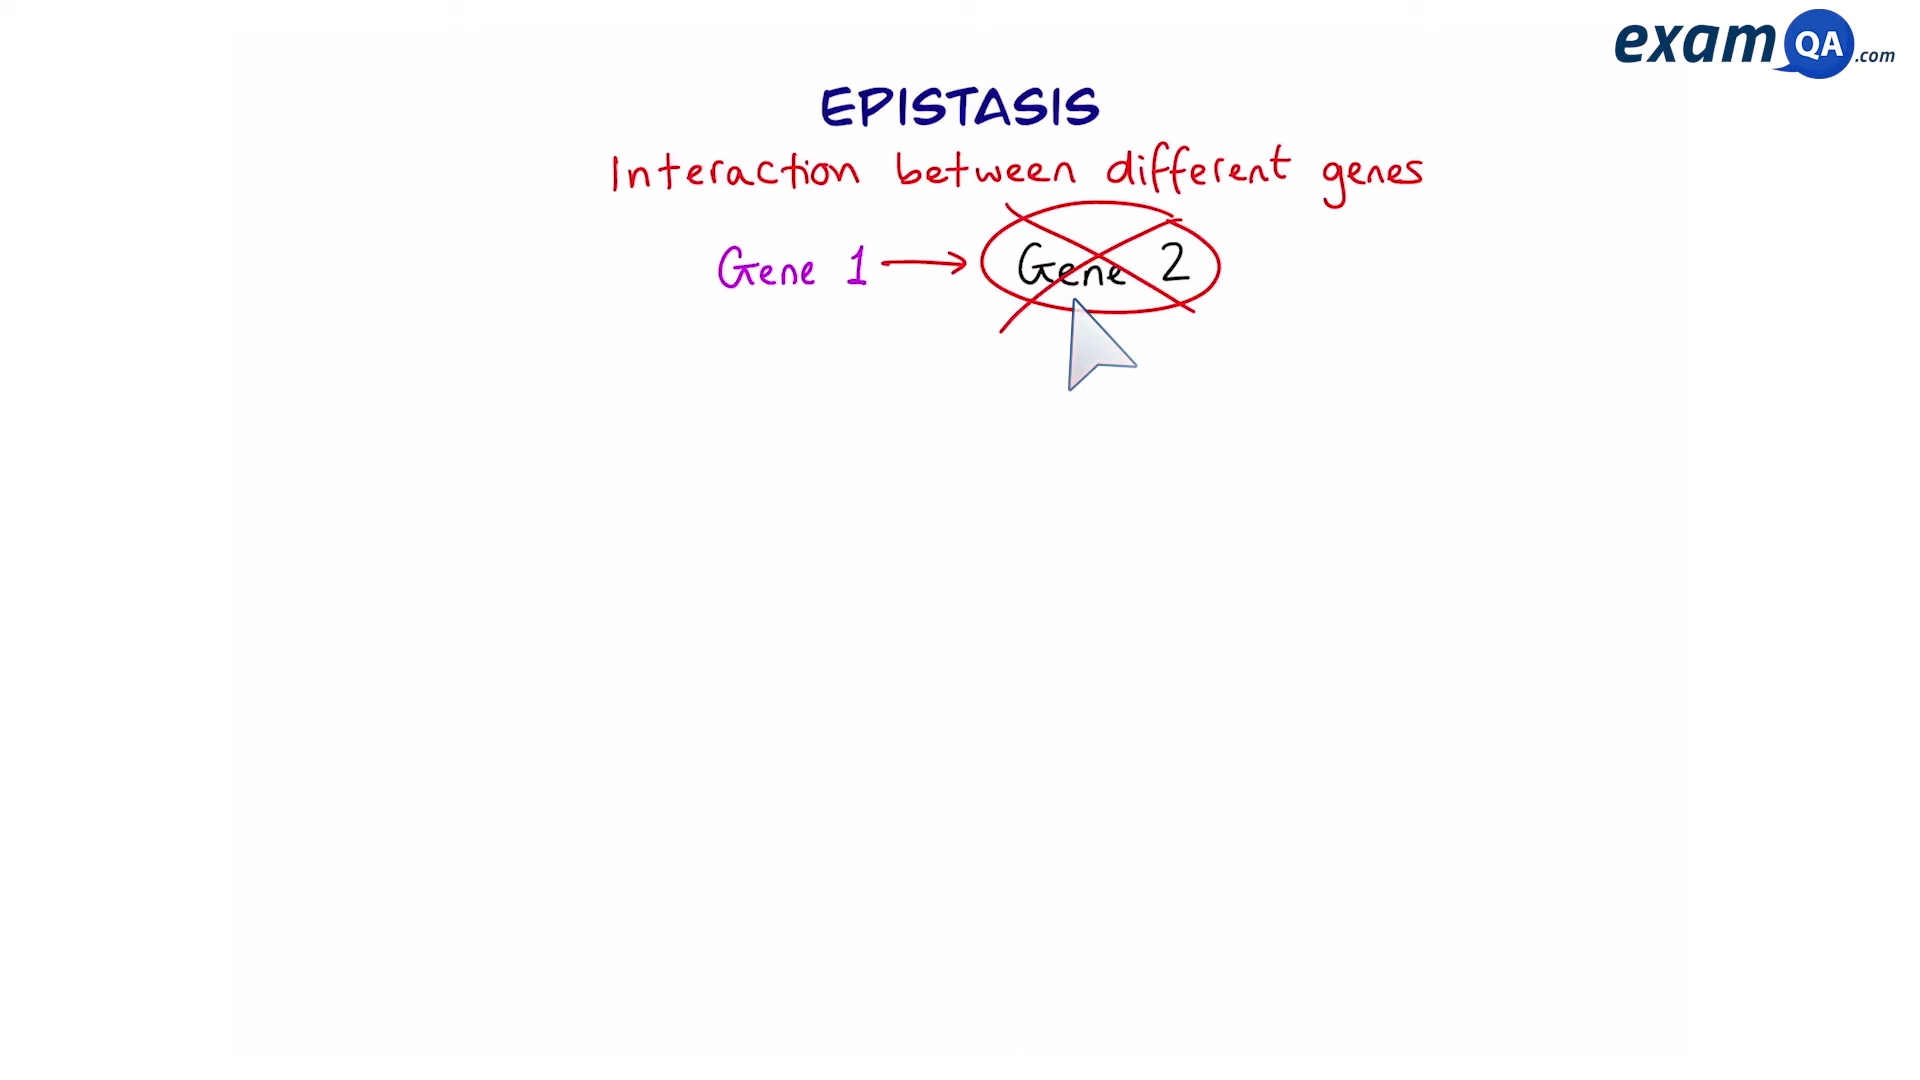 examQA.com
EPISTASIS
Interaction between different genes
Gene 1 → Gene 2